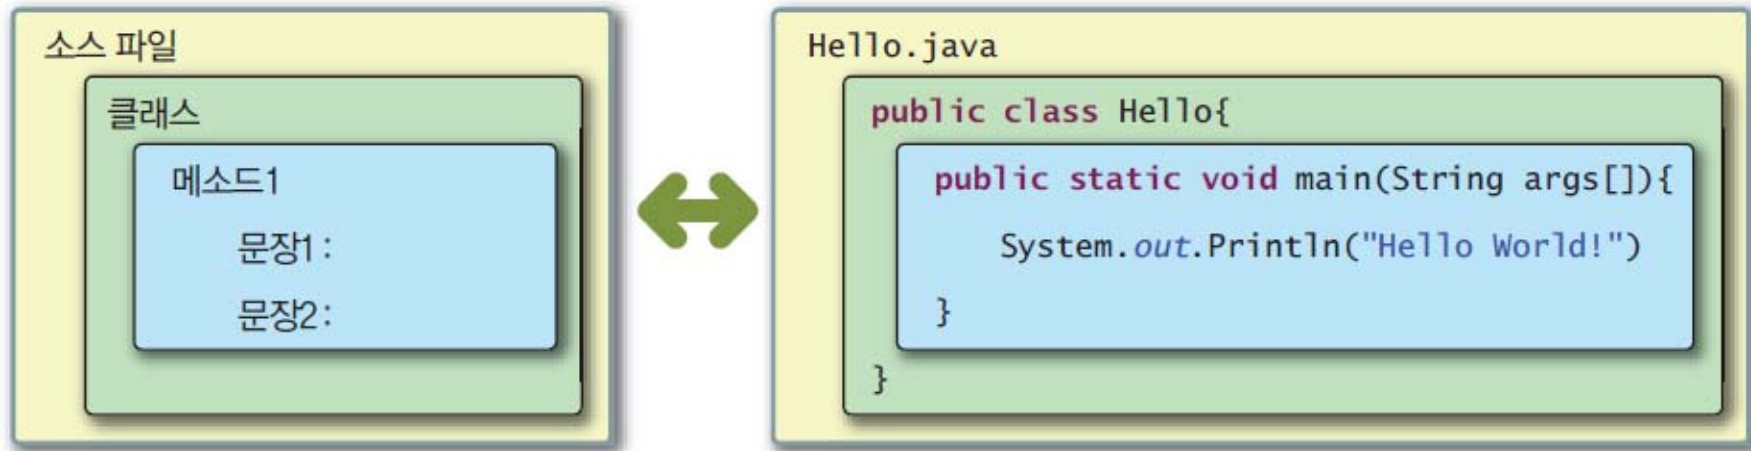 소스 파일
클래스
메소드1
문장1:
문장2:
Hello.java
public class Hello{
public static void main(String args[]){
System.out.Println("Hello World!")
}
}